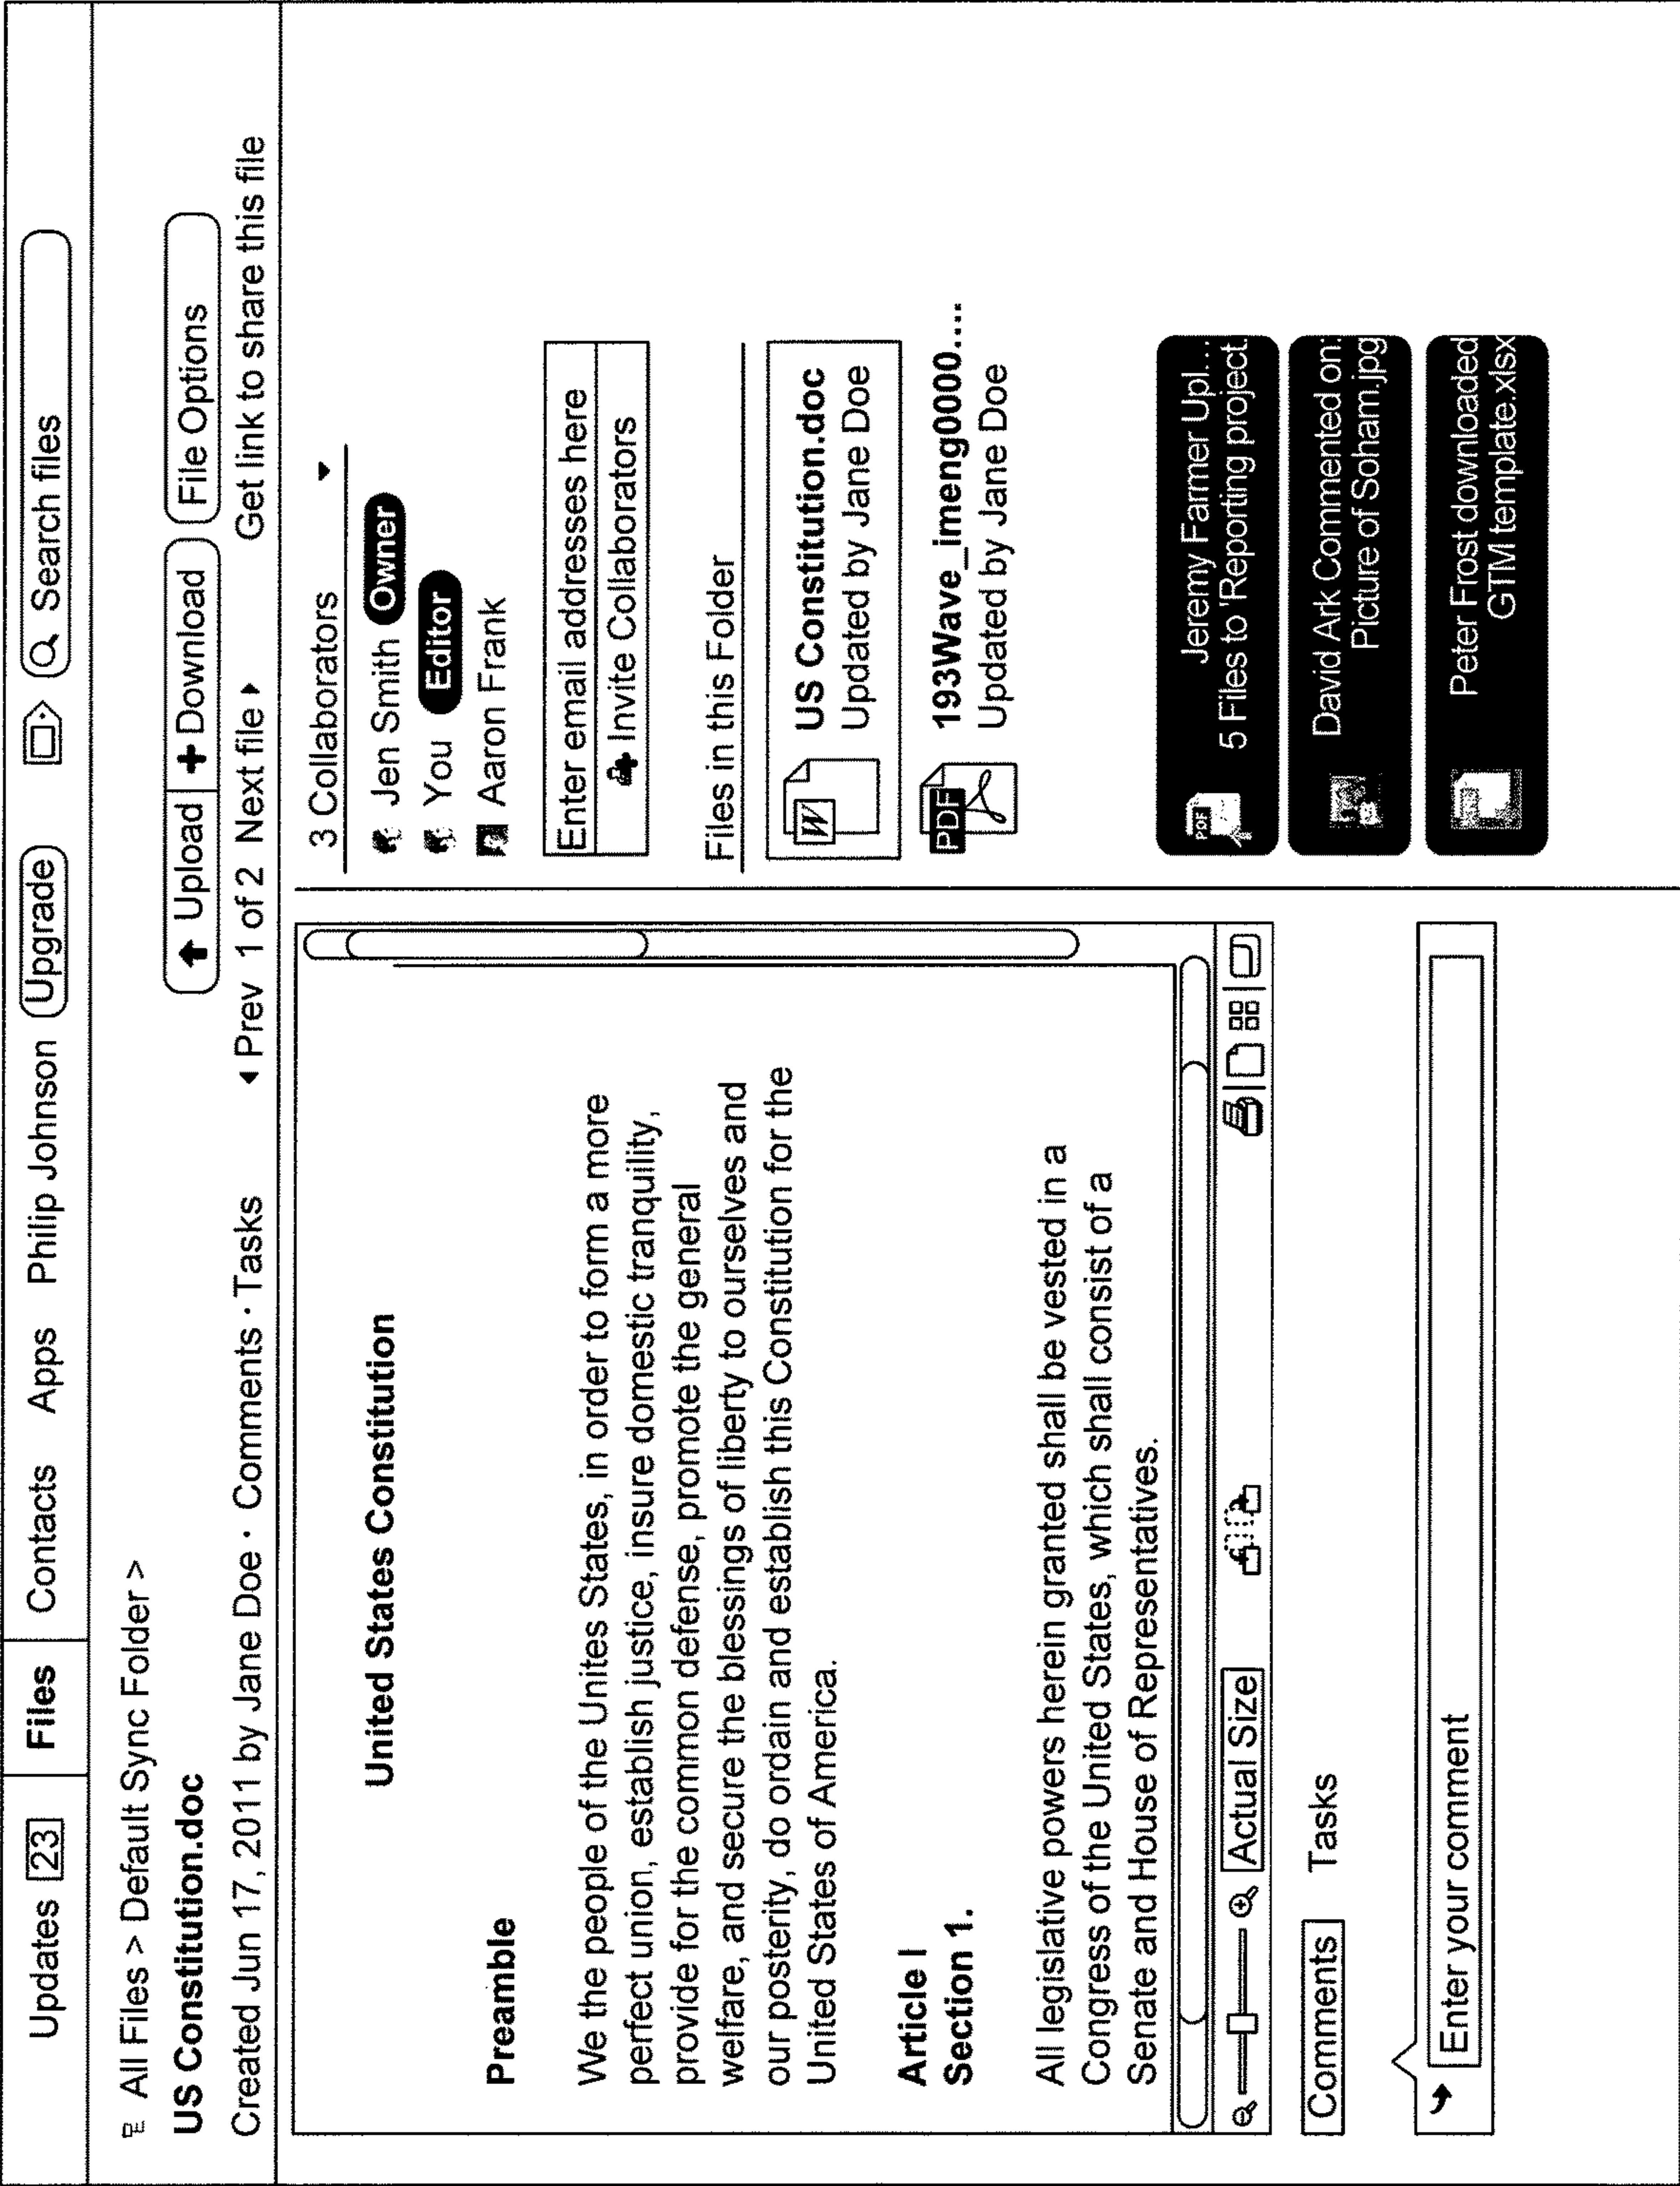 Updates 23 Files Contacts Apps Philip Johnson Upgrade Search files
All Files > Default Sync Folder >
US Constitution.doc
Upload Download File Options
Created Jun 17, 2011 by Jane Doe · Comments · Tasks
Prev 1 of 2 Next file
Get link to share this file
United States Constitution
Preamble
We the people of the Unites States, in order to form a more
perfect union, establish justice, insure domestic tranquility,
provide for the common defense, promote the general
welfare, and secure the blessings of liberty to ourselves and
our posterity, do ordain and establish this Constitution for the
United States of America.
Article I
Section 1.
All legislative powers herein granted shall be vested in a
Congress of the United States, which shall consist of a
Senate and House of Representatives.
Actual Size
Comments Tasks
Enter your comment
3 Collaborators
Jen Smith Owner
You Editor
Aaron Frank
Enter email addresses here
Invite Collaborators
Files in this Folder
W
US Constitution.doc
Updated by Jane Doe
PDF
193Wave_imeng0000....
Updated by Jane Doe
PDF
Jeremy Farmer Upl...
5 Files to 'Reporting project.
David Ark Commented on:
Picture of Soham.jpg
Peter Frost downloaded
GTM template.xlsx